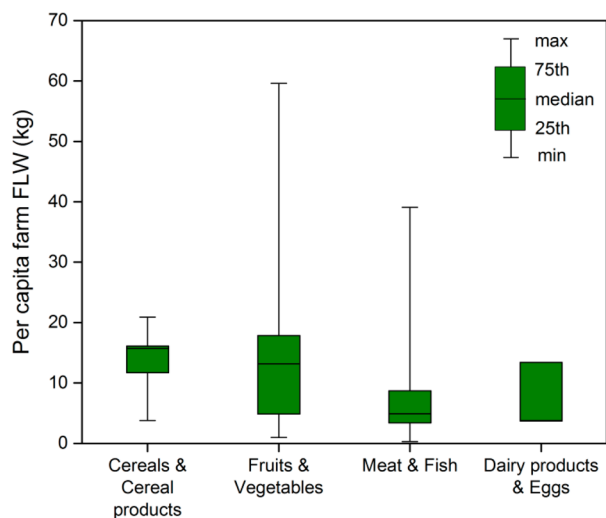 Per capita farm FLW (kg)
70
60
50
40
30
20
10
0
max
75th
median
25th
min
Cereals &
Cereal
products
Fruits &
Vegetables
Meat & Fish
Dairy products
& Eggs